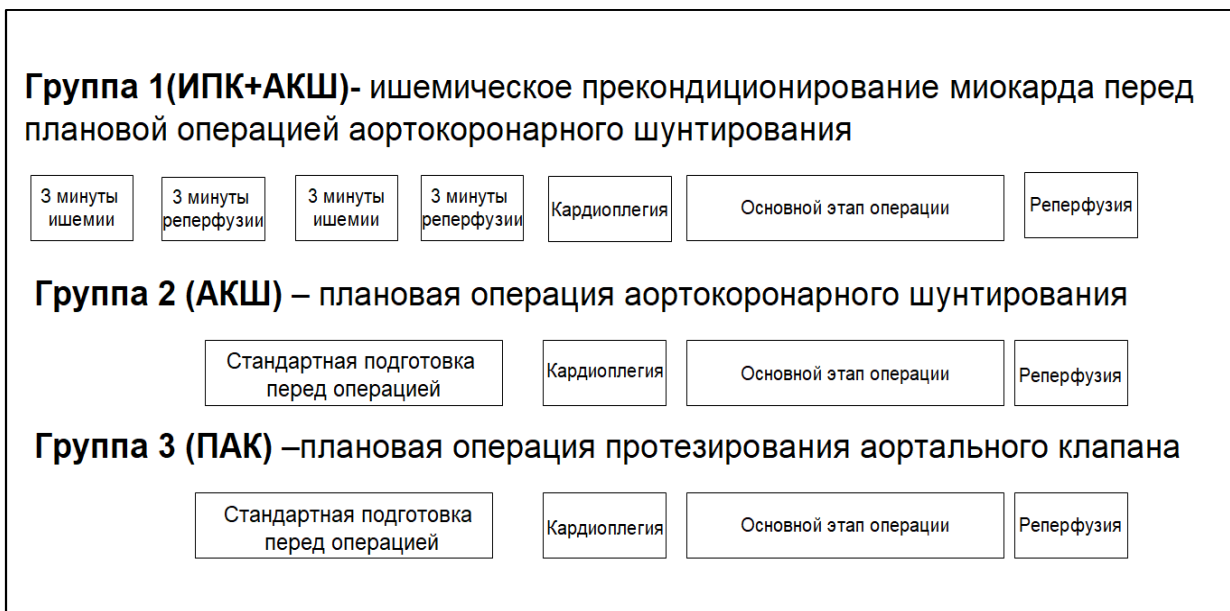 Группа 1(ИПК+АКШ)- ишемическое прекондиционирование миокарда перед
плановой операцией аортокоронарного шунтирования
3 минуты
ишемии
3 минуты
реперфузии
3 минуты
ишемии
3 минуты
реперфузии
Кардиоплегия
Основной этап операции
Реперфузия
Группа 2 (АКШ) – плановая операция аортокоронарного шунтирования
Стандартная подготовка
перед операцией
Кардиоплегия
Основной этап операции
Реперфузия
Группа 3 (ПАК) –плановая операция протезирования аортального клапана
Стандартная подготовка
перед операцией
Кардиоплегия
Основной этап операции
Реперфузия